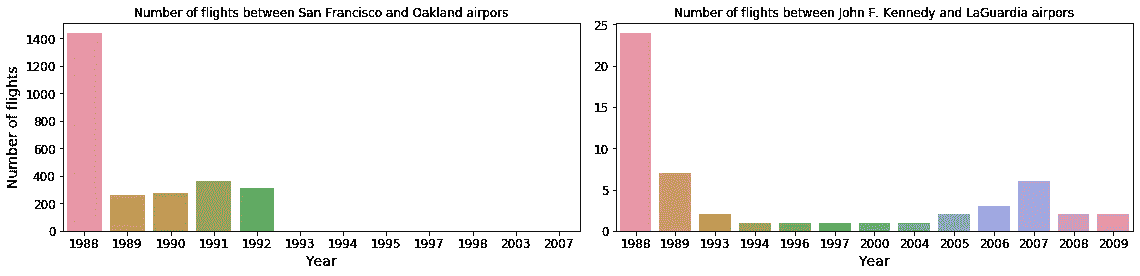 Number of flights between San Francisco and Oakland airpors
Number of flights
1400
1200
1000
800
600
400
200
0
1988 1989 1990 1991 1992 1993 1994 1995 1997 1998 2003 2007
Year
Number of flights between John F. Kennedy and LaGuardia airpors
25
20
15
10
5
0
1988 1989 1993 1994 1996 1997 2000 2004 2005 2006 2007 2008 2009
Year